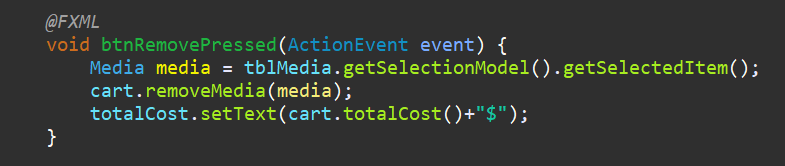 @FXML
void btnRemovePressed(ActionEvent event) {
Media media = tblMedia.getSelectionModel().getSelectedItem();
cart.removeMedia(media);
totalCost.setText(cart.totalCost()+"$");
}